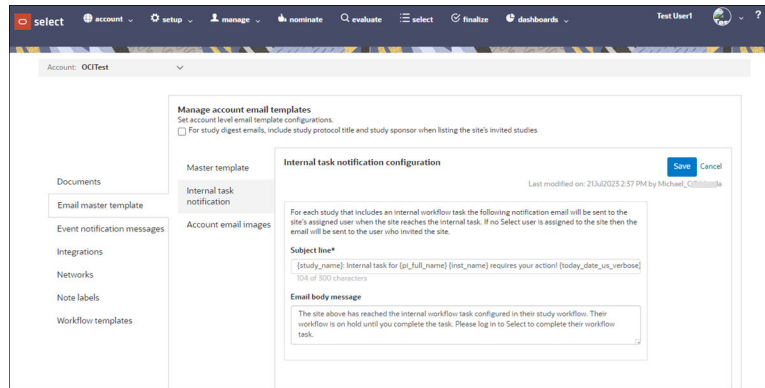 select account setup manage nominate evaluate select finalize dashboards Test User1 ?
Account: OCITest
Manage account email templates
Set account level email template configurations.
For study digest emails, include study protocol title and study sponsor when listing the site's invited studies
Documents
Email master template
Event notification messages
Integrations
Networks
Note labels
Workflow templates
Master template
Internal task
notification
Account email images
Internal task notification configuration
Save Cancel
Last modified on: 21Jul2023 2:37 PM by Michael_
For each study that includes an internal workflow task the following notification email will be sent to the
site's assigned user when the site reaches the internal task. If no Select user is assigned to the site then the
email will be sent to the user who invited the site.
Subject line*
{study_name}: Internal task for {pi_full_name} {inst_name} requires your action! {today_date_us_verbose}
104 of 300 characters
Email body message
The site above has reached the internal workflow task configured in their study workflow. Their
workflow is on hold until you complete the task. Please log in to Select to complete their workflow
task.